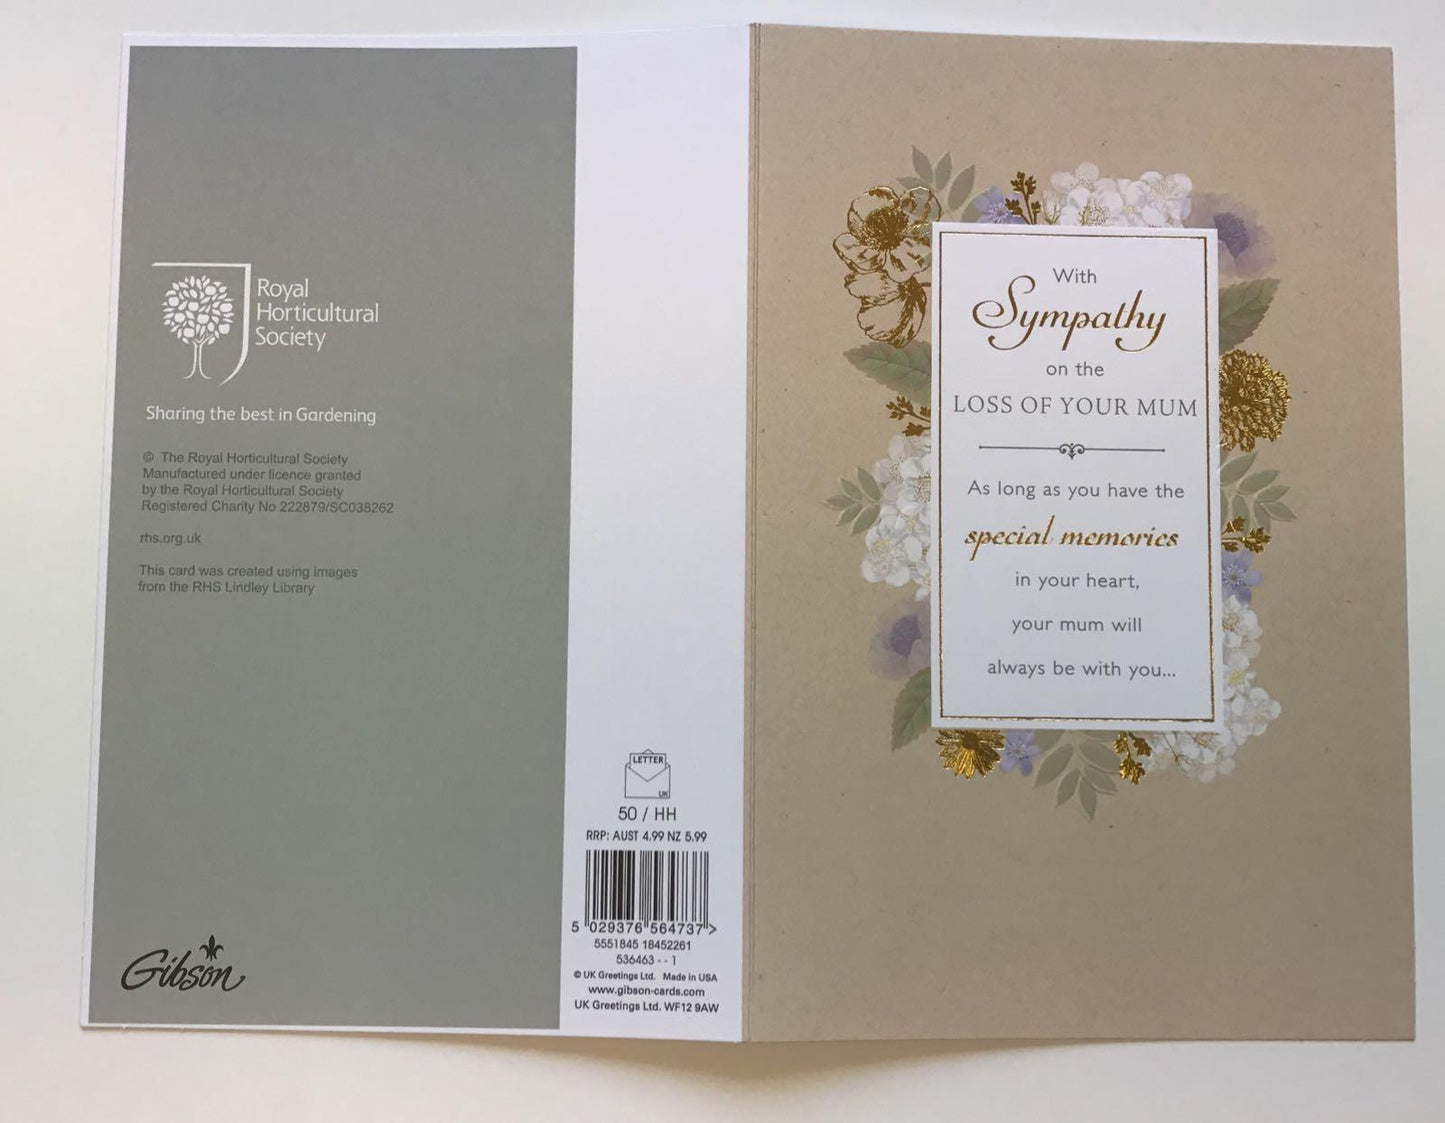 Royal
Horticultural
Society
Sharing the best in Gardening
© The Royal Horticultural Society
Manufactured under licence granted
by the Royal Horticultural Society
Registered Charity No 222879/SC038262
rhs.org.uk
This card was created using images
from the RHS Lindley Library
Gibson
LETTER
UK
50 / HH
RRP: AUST 4.99 NZ 5.99
5 029376 564737 >
5551845 18452261
536463 - - 1
© UK Greetings Ltd. Made in USA
www.gibson-cards.com
UK Greetings Ltd. WF12 9AW
With
Sympathy
on the
LOSS OF YOUR MUM
As long as you have the
special memories
in your heart,
your mum will
always be with you...